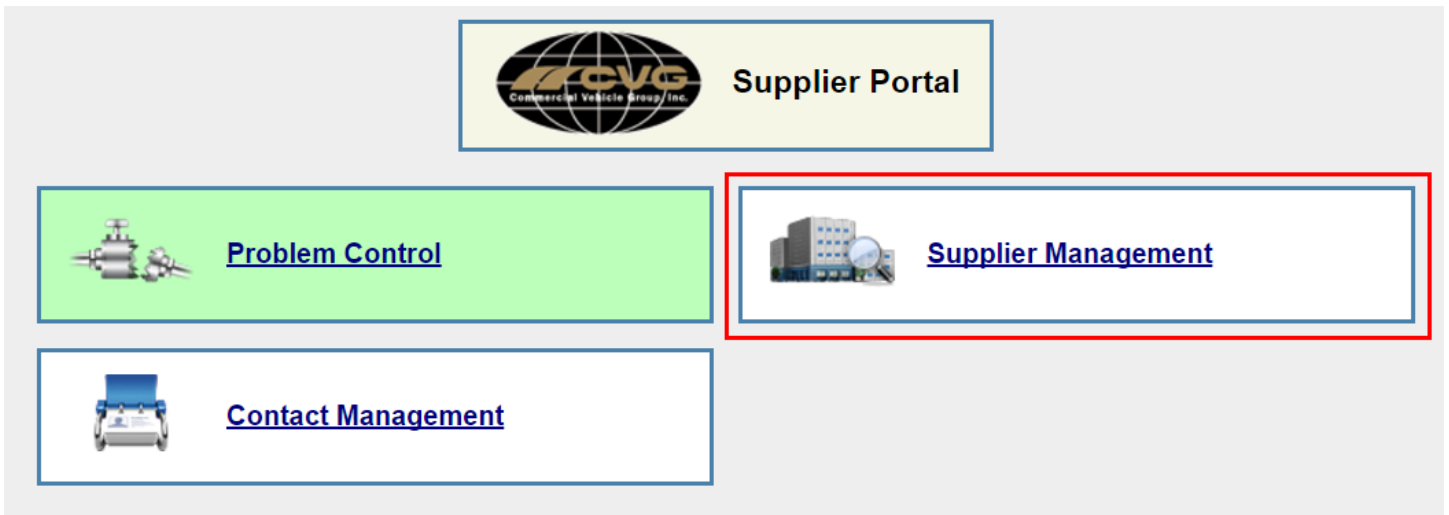 CVG
Commercial Vehicle Group, Inc.
Supplier Portal
Problem Control
Supplier Management
Contact Management